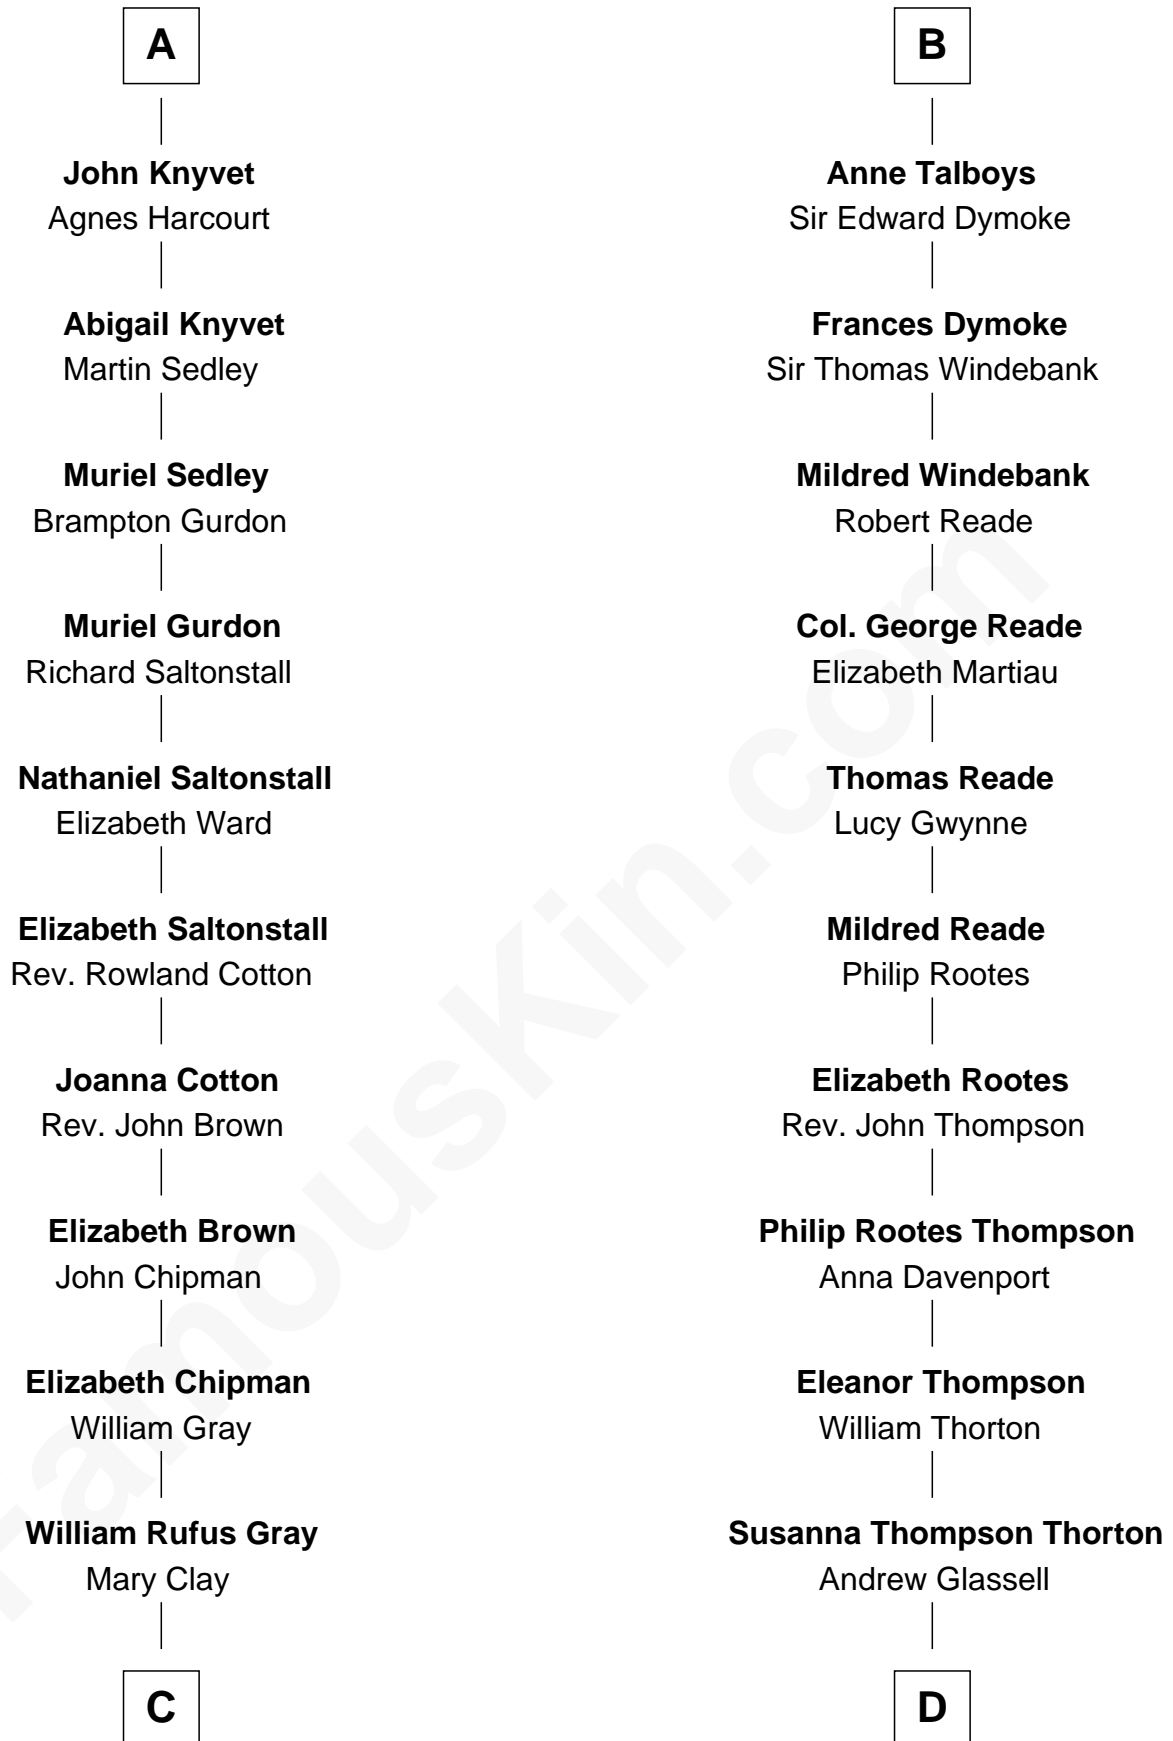 A
John Knyvet
Agnes Harcourt
Abigail Knyvet
Martin Sedley
Muriel Sedley
Brampton Gurdon
Muriel Gurdon
Richard Saltonstall
Nathaniel Saltonstall
Elizabeth Ward
Elizabeth Saltonstall
Rev. Rowland Cotton
Joanna Cotton
Rev. John Brown
Elizabeth Brown
John Chipman
Elizabeth Chipman
William Gray
William Rufus Gray
Mary Clay
C
B
Anne Talboys
Sir Edward Dymoke
Frances Dymoke
Sir Thomas Windebank
Mildred Windebank
Robert Reade
Col. George Reade
Elizabeth Martiau
Thomas Reade
Lucy Gwynne
Mildred Reade
Philip Rootes
Elizabeth Rootes
Rev. John Thompson
Philip Rootes Thompson
Anna Davenport
Eleanor Thompson
William Thorton
Susanna Thompson Thorton
Andrew Glassell
D
FamousKin.com